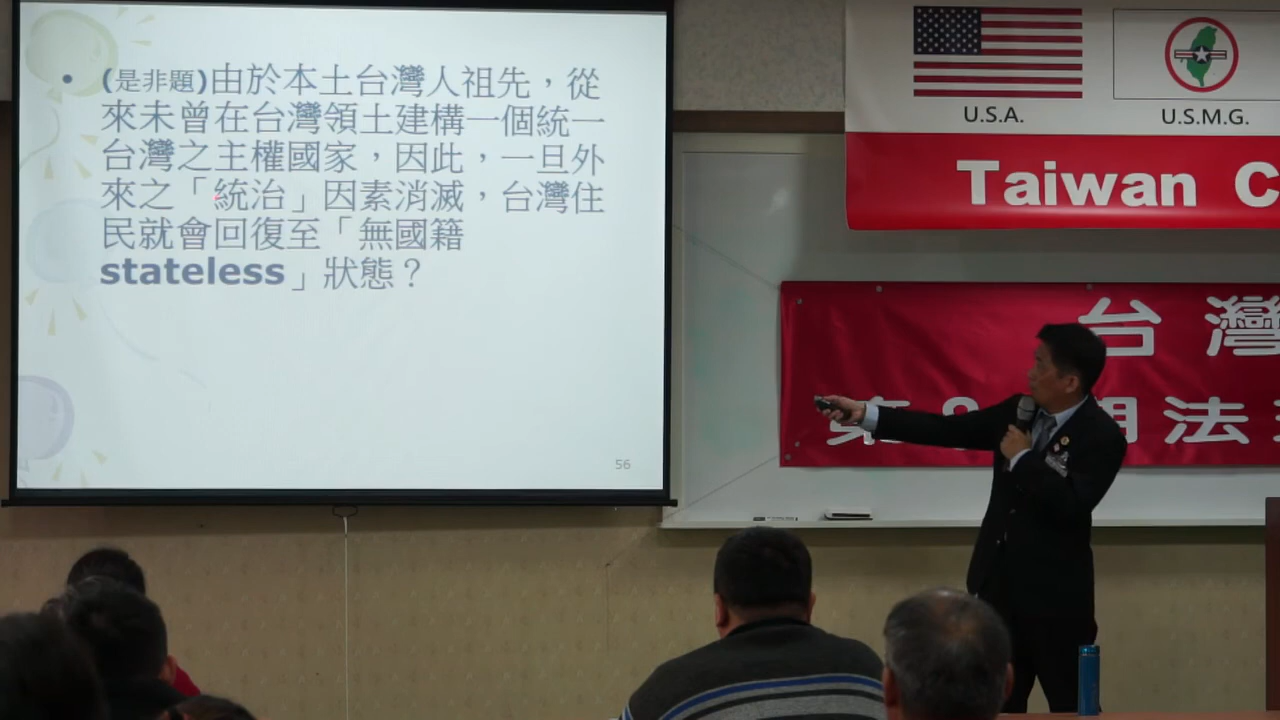 • (是非題)由於本土台灣人祖先，從
來未曾在台灣領土建構一個統一
台灣之主權國家，因此，一旦外
來之「統治」因素消滅，台灣住
民就會回復至「無國籍
stateless」狀態？
56
U.S.A.
U.S.M.G.
Taiwan C
台灣
第
法